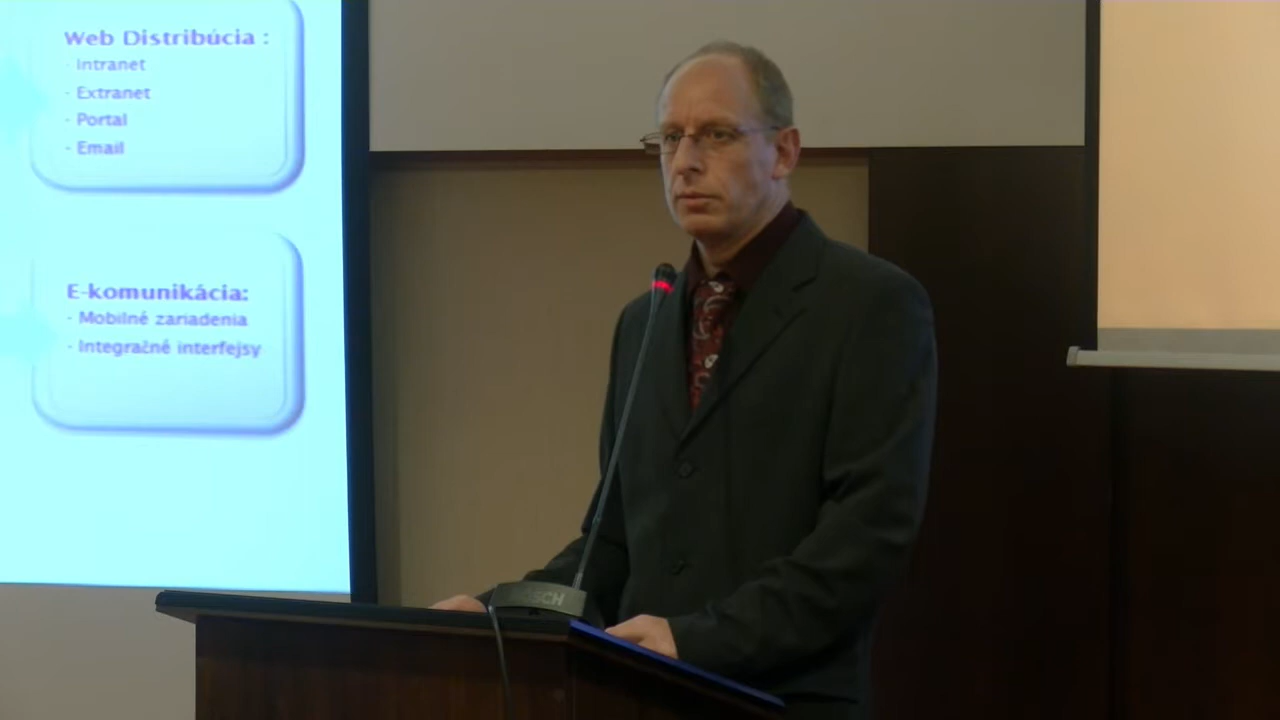 Web Distribúcia :
- Intranet
- Extranet
- Portal
- Email
E-komunikácia:
- Mobilné zariadenia
- Integračné interfejsy
BOSCH